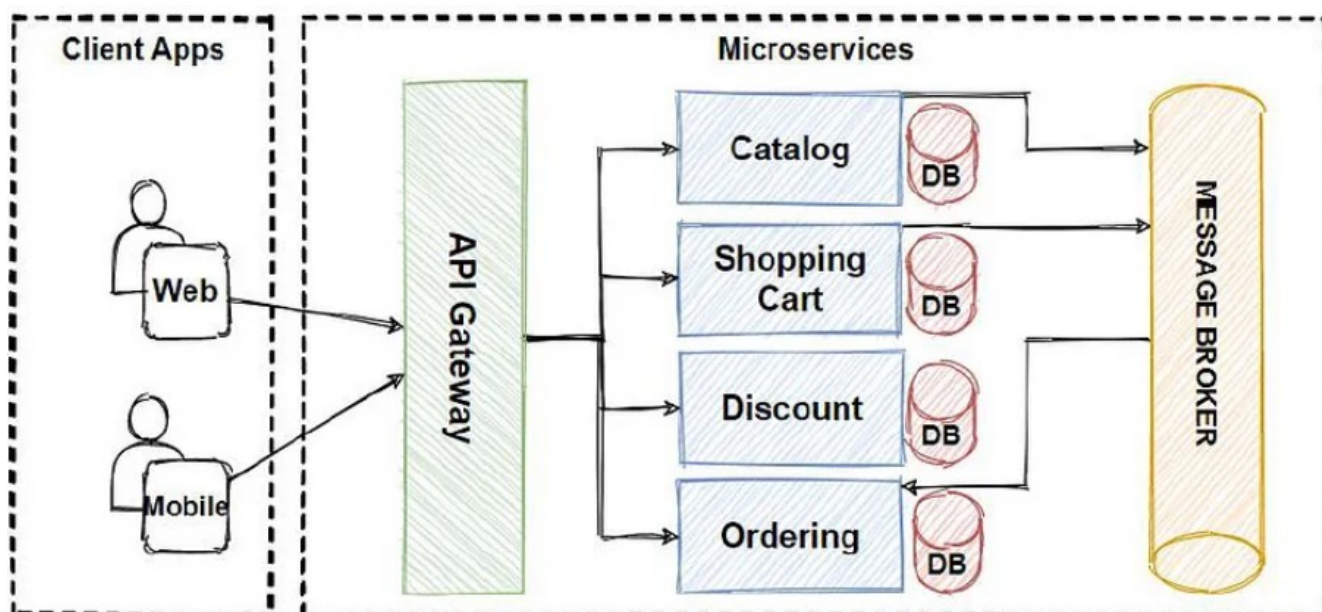 Client Apps
Microservices
Web
Mobile
API Gateway
Catalog
DB
Shopping
Cart
DB
Discount
DB
Ordering
DB
MESSAGE BROKER